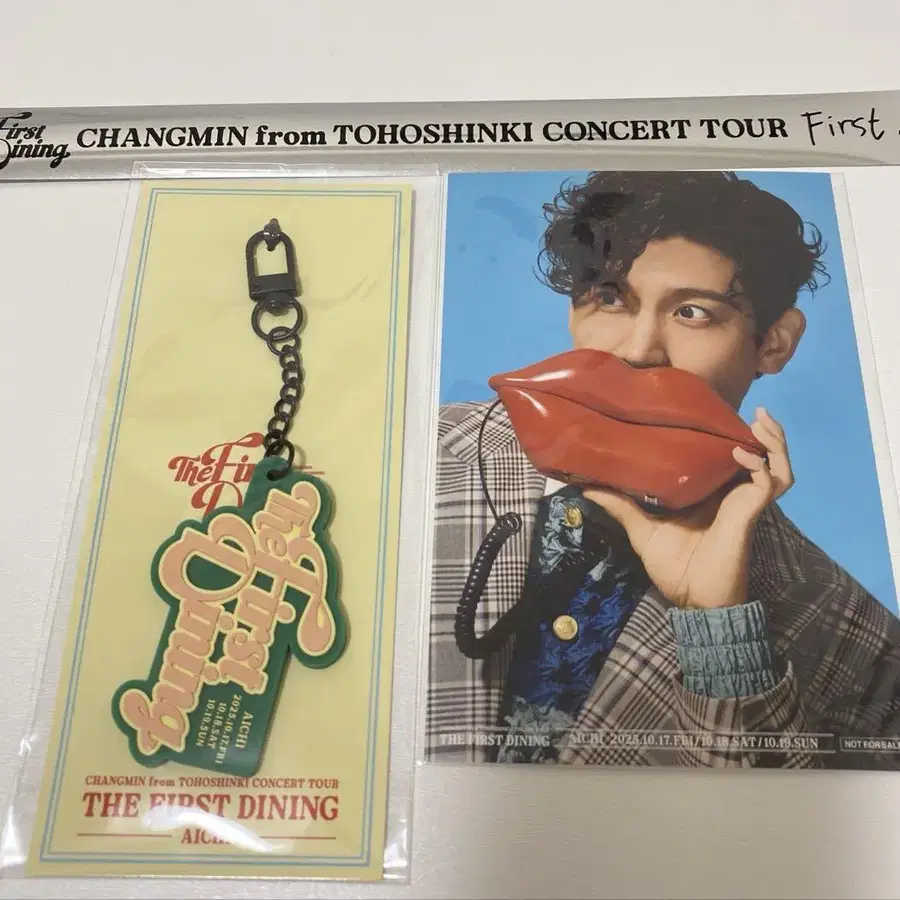 First
Dining
CHANGMIN from TOHOSHINKI CONCERT TOUR First
The Fir
D
The First
Dining
AICHI
2025.10.17.FRI
10.18.SAT
10.19.SUN
CHANGMIN from TOHOSHINKI CONCERT TOUR
THE FIRST DINING
AICHI
THE FIRST DINING AICHI 2025.10.17.FRI/10.18.SAT/10.19.SUN
NOT FOR SALE